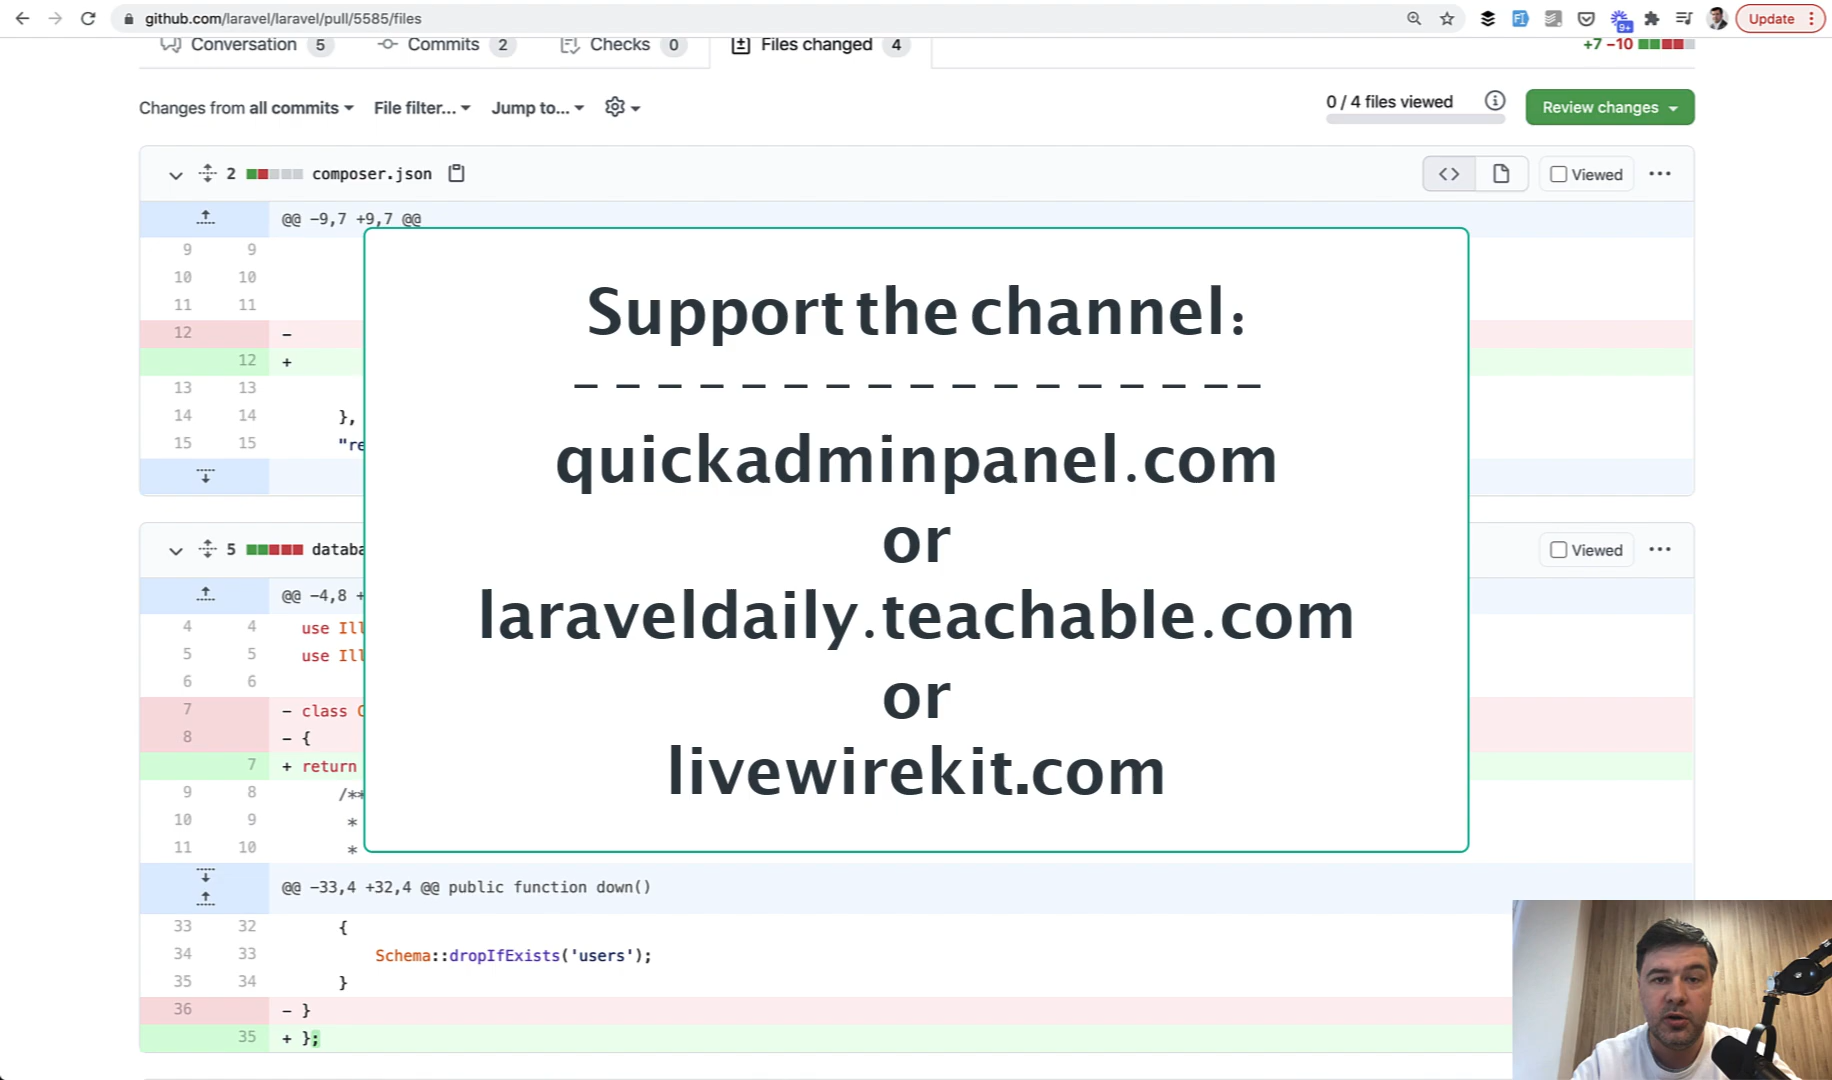 github.com/laravel/laravel/pull/5585/files
9+
Update
Conversation 5
Commits 2
Checks 0
Files changed 4
+7 −10
Changes from all commits
File filter...
Jump to...
0 / 4 files viewed
Review changes
2 composer.json
Viewed
@@ -9,7 +9,7 @@
9 9
10 10
11 11
12 -
12 +
13 13
14 14 },
15 15 "re
Support the channel:
------------------
quickadminpanel.com
or
laraveldaily.teachable.com
or
livewirekit.com
5 databa
Viewed
@@ -4,8 +
4 4 use Ill
5 5 use Ill
6 6
7 - class
8 - {
7 + return
9 8 /**
10 9 *
11 10 *
@@ -33,4 +32,4 @@ public function down()
33 32 {
34 33 Schema::dropIfExists('users');
35 34 }
36 - }
35 + };